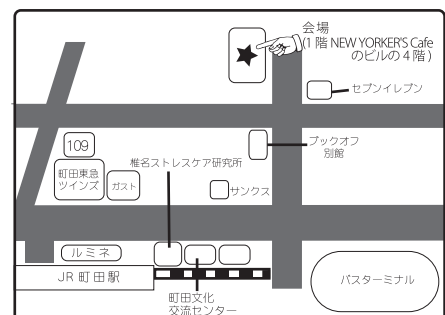 会場
(1階 NEW YORKER'S Cafe
のビルの4階)
セブンイレブン
109
ブックオフ
別館
椎名ストレスケア研究所
町田東急
ツインズ
ガスト
サンクス
ルミネ
JR 町田駅
バスターミナル
町田文化
交流センター